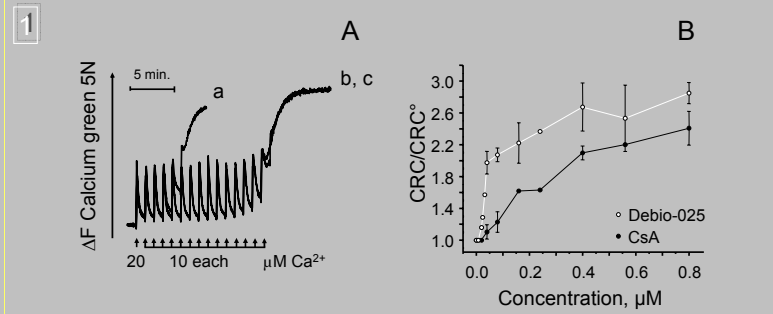 1
A
B
5 min.
a
b, c
ΔF Calcium green 5N
20
10 each
μM Ca²⁺
CRC/CRC°
3.0
2.6
2.2
1.8
1.4
1.0
Debio-025
CsA
0.0 0.2 0.4 0.6 0.8
Concentration, μM